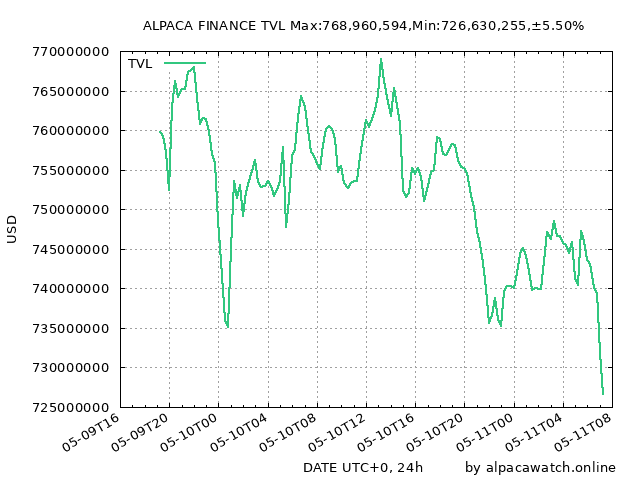 ALPACA FINANCE TVL Max:768,960,594,Min:726,630,255,±5.50%
TVL
770000000
765000000
760000000
755000000
750000000
745000000
740000000
735000000
730000000
725000000
USD
05-09T16
05-09T20
05-10T00
05-10T04
05-10T08
05-10T12
05-10T16
05-10T20
05-11T00
05-11T04
05-11T08
DATE UTC+0, 24h
by alpacawatch.online